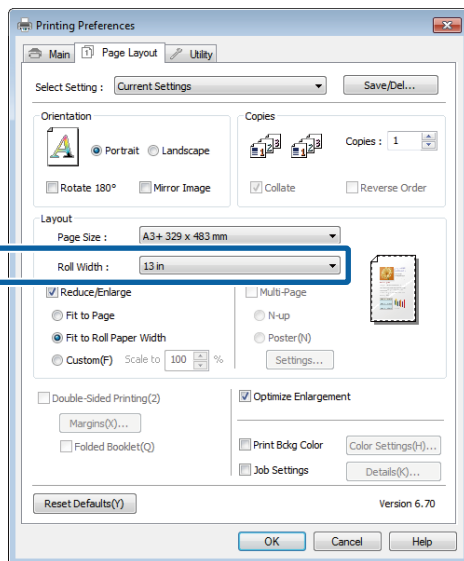 Printing Preferences
Main Page Layout Utility
Select Setting : Current Settings Save/Del...
Orientation Copies
Portrait Landscape Copies : 1
Rotate 180° Mirror Image Collate Reverse Order
Layout
Page Size : A3+ 329 x 483 mm
Roll Width : 13 in
Reduce/Enlarge Multi-Page
Fit to Page N-up
Fit to Roll Paper Width Poster(N)
Custom(F) Scale to 100 % Settings...
Double-Sided Printing(2) Optimize Enlargement
Margins(X)...
Folded Booklet(Q) Print Bckg Color Color Settings(H)...
Job Settings Details(K)...
Reset Defaults(Y) Version 6.70
OK Cancel Help